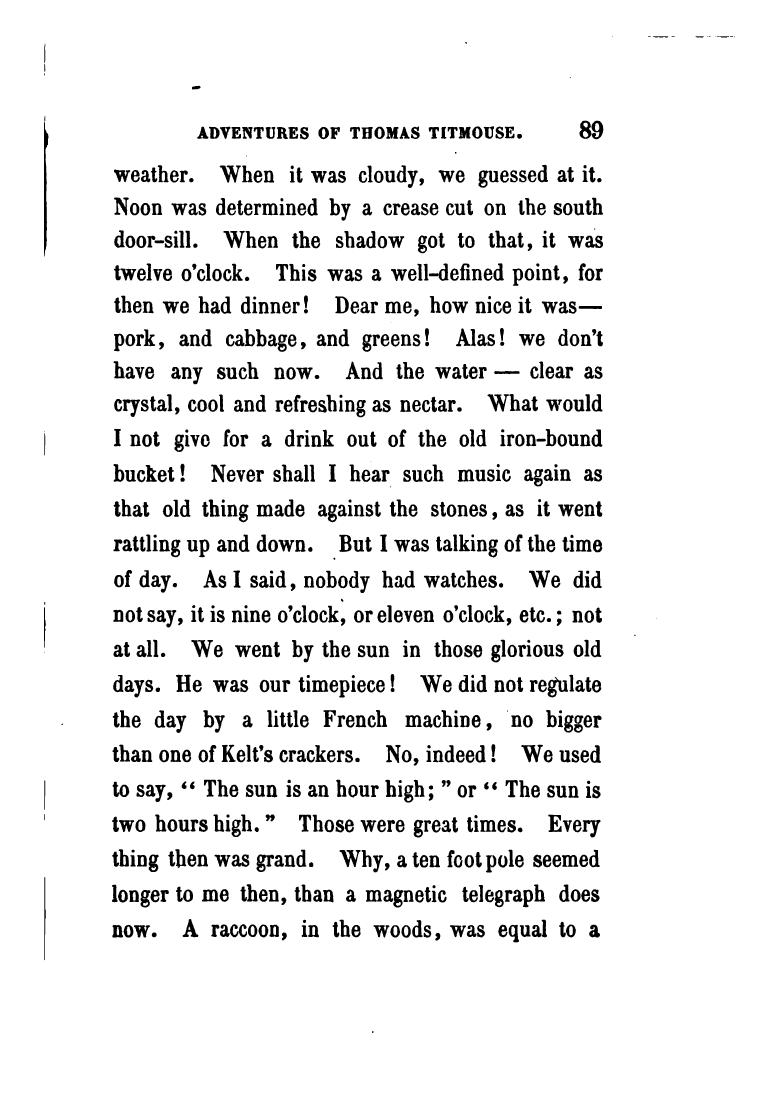 ADVENTURES OF THOMAS TITMOUSE. 89
weather. When it was cloudy, we guessed at it.
Noon was determined by a crease cut on the south
door-sill. When the shadow got to that, it was
twelve o'clock. This was a well-defined point, for
then we had dinner! Dear me, how nice it was—
pork, and cabbage, and greens! Alas! we don't
have any such now. And the water — clear as
crystal, cool and refreshing as nectar. What would
I not give for a drink out of the old iron-bound
bucket! Never shall I hear such music again as
that old thing made against the stones, as it went
rattling up and down. But I was talking of the time
of day. As I said, nobody had watches. We did
not say, it is nine o'clock, or eleven o'clock, etc.; not
at all. We went by the sun in those glorious old
days. He was our timepiece! We did not regulate
the day by a little French machine, no bigger
than one of Kelt's crackers. No, indeed! We used
to say, “ The sun is an hour high; ” or “ The sun is
two hours high. ” Those were great times. Every
thing then was grand. Why, a ten foot pole seemed
longer to me then, than a magnetic telegraph does
now. A raccoon, in the woods, was equal to a